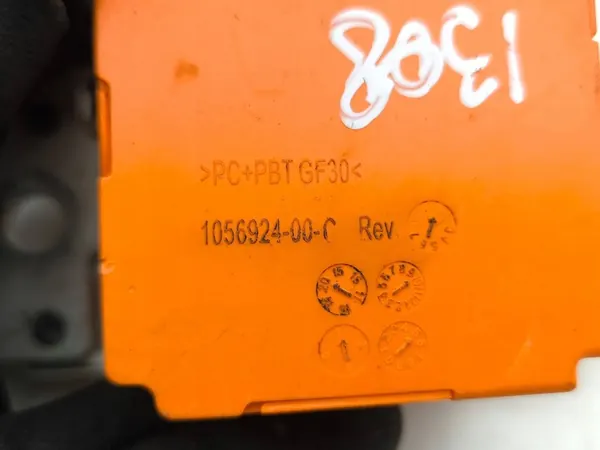 1308
>PC+PBT GF30<
1056924-00-C Rev